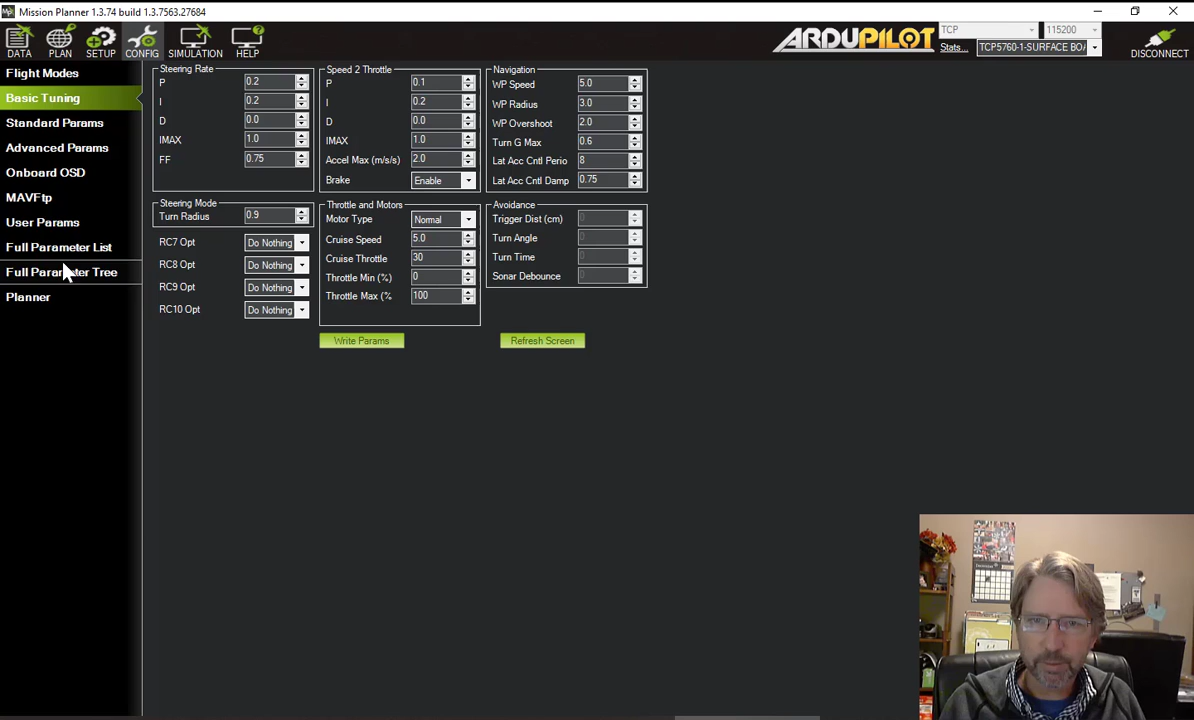 Mission Planner 1.3.74 build 1.3.7563.27684
DATA
PLAN
SETUP
CONFIG
SIMULATION
HELP
ARDUPILOT
TCP
115200
Stats...
TCP5760-1-SURFACE BOA
DISCONNECT
Flight Modes
Basic Tuning
Standard Params
Advanced Params
Onboard OSD
MAVFtp
User Params
Full Parameter List
Full Parameter Tree
Planner
Steering Rate
P 0.2
I 0.2
D 0.0
IMAX 1.0
FF 0.75
Speed 2 Throttle
P 0.1
I 0.2
D 0.0
IMAX 1.0
Accel Max (m/s/s) 2.0
Brake Enable
Navigation
WP Speed 5.0
WP Radius 3.0
WP Overshoot 2.0
Turn G Max 0.6
Lat Acc Cntl Perio 8
Lat Acc Cntl Damp 0.75
Steering Mode
Turn Radius 0.9
RC7 Opt Do Nothing
RC8 Opt Do Nothing
RC9 Opt Do Nothing
RC10 Opt Do Nothing
Throttle and Motors
Motor Type Normal
Cruise Speed 5.0
Cruise Throttle 30
Throttle Min (%) 0
Throttle Max (% 100
Avoidance
Trigger Dist (cm) 0
Turn Angle 0
Turn Time 0
Sonar Debounce 0
Write Params
Refresh Screen